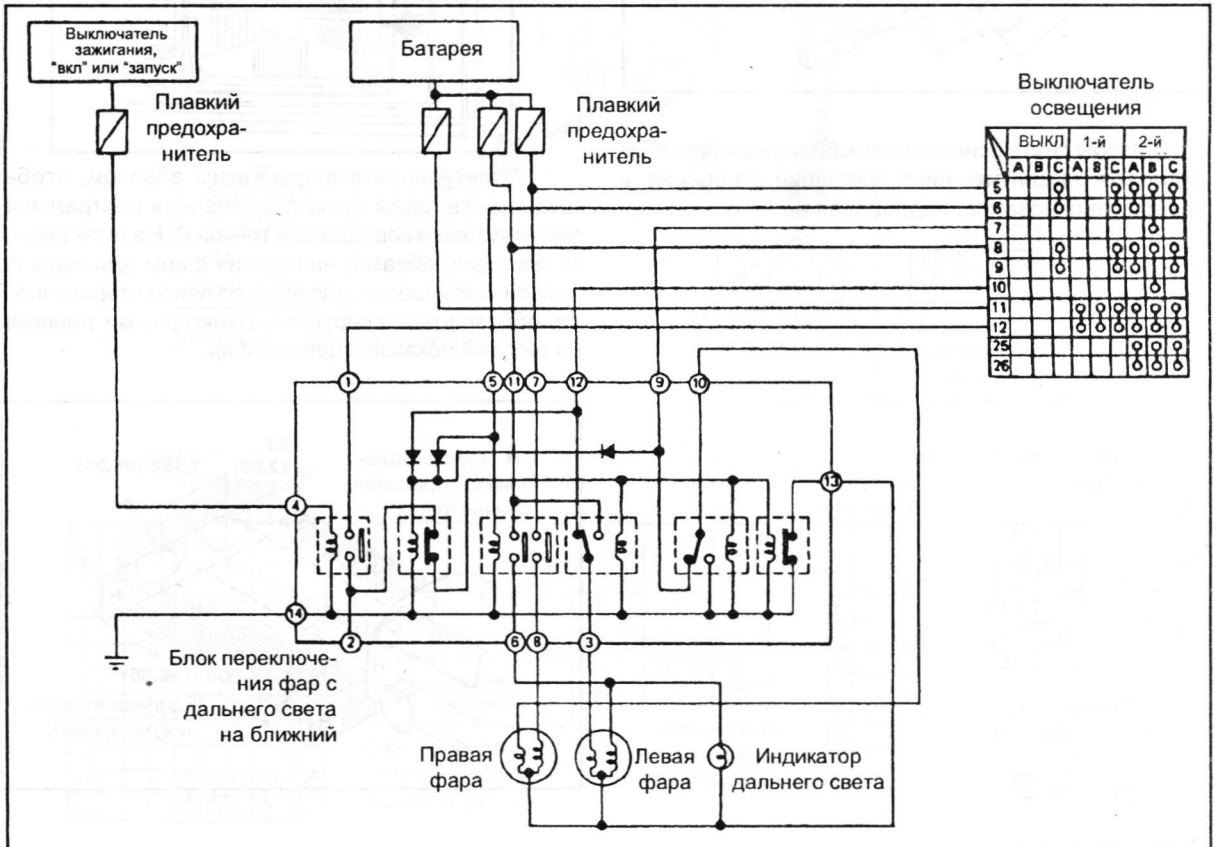 Выключатель
зажигания,
"вкл" или "запуск"
Батарея
Плавкий
предохра-
нитель
Плавкий
предохра-
нитель
Выключатель
освещения
ВЫКЛ 1-й 2-й
A B C A B C A B C
5
6
7
8
9
10
11
12
25
26
1 5 11 7 12 9 10
4
13
14
2 6 8 3
Блок переключе-
ния фар с
дальнего света
на ближний
Правая
фара
Левая
фара
Индикатор
дальнего света